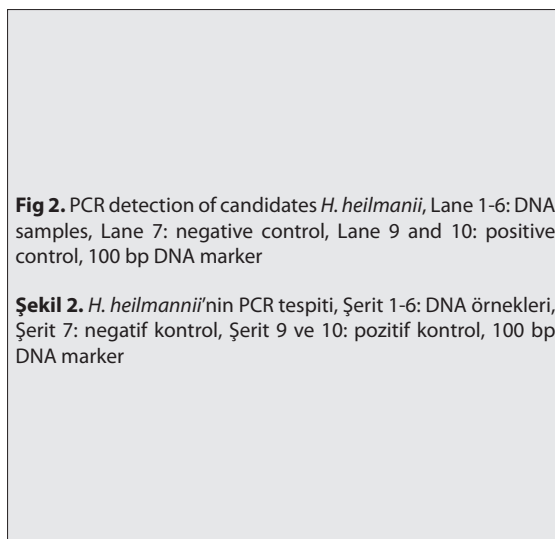 Fig 2. PCR detection of candidates H. heilmanii, Lane 1-6: DNA
samples, Lane 7: negative control, Lane 9 and 10: positive
control, 100 bp DNA marker
Şekil 2. H. heilmannii’nin PCR tespiti, Şerit 1-6: DNA örnekleri,
Şerit 7: negatif kontrol, Şerit 9 ve 10: pozitif kontrol, 100 bp
DNA marker